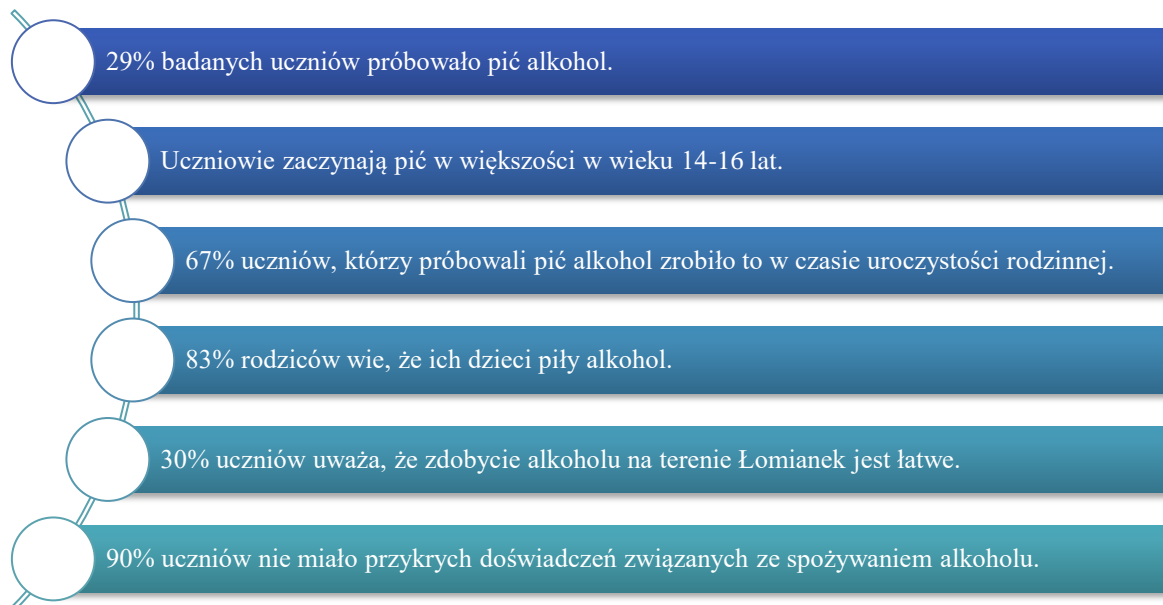 29% badanych uczniów próbowało pić alkohol.
Uczniowie zaczynają pić w większości w wieku 14-16 lat.
67% uczniów, którzy próbowali pić alkohol zrobiło to w czasie uroczystości rodzinnej.
83% rodziców wie, że ich dzieci piły alkohol.
30% uczniów uważa, że zdobycie alkoholu na terenie Łomianek jest łatwe.
90% uczniów nie miało przykrych doświadczeń związanych ze spożywaniem alkoholu.